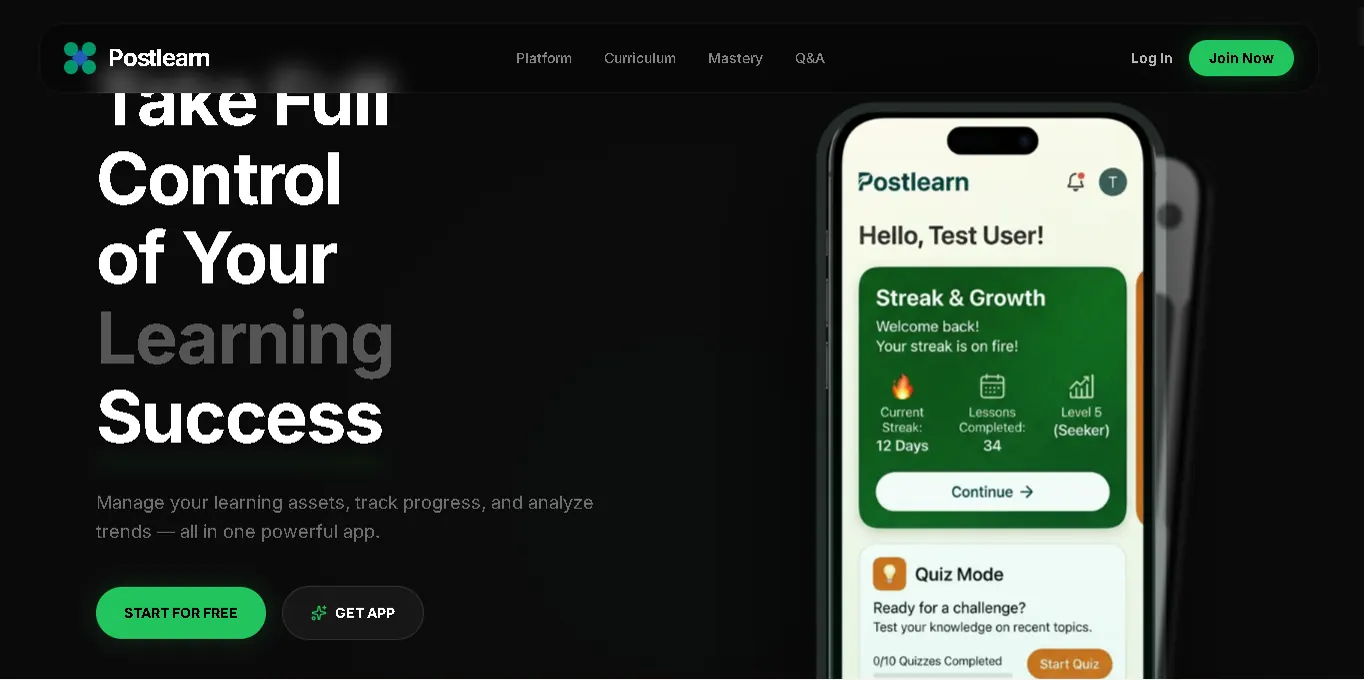 Postlearn
Platform
Curriculum
Mastery
Q&A
Log In
Join Now
Take Full
Control
of Your
Learning
Success
Manage your learning assets, track progress, and analyze
trends — all in one powerful app.
START FOR FREE
GET APP
Postlearn
T
Hello, Test User!
Streak & Growth
Welcome back!
Your streak is on fire!
Current
Streak:
12 Days
Lessons
Completed:
34
Level 5
(Seeker)
Continue →
Quiz Mode
Ready for a challenge?
Test your knowledge on recent topics.
0/10 Quizzes Completed
Start Quiz